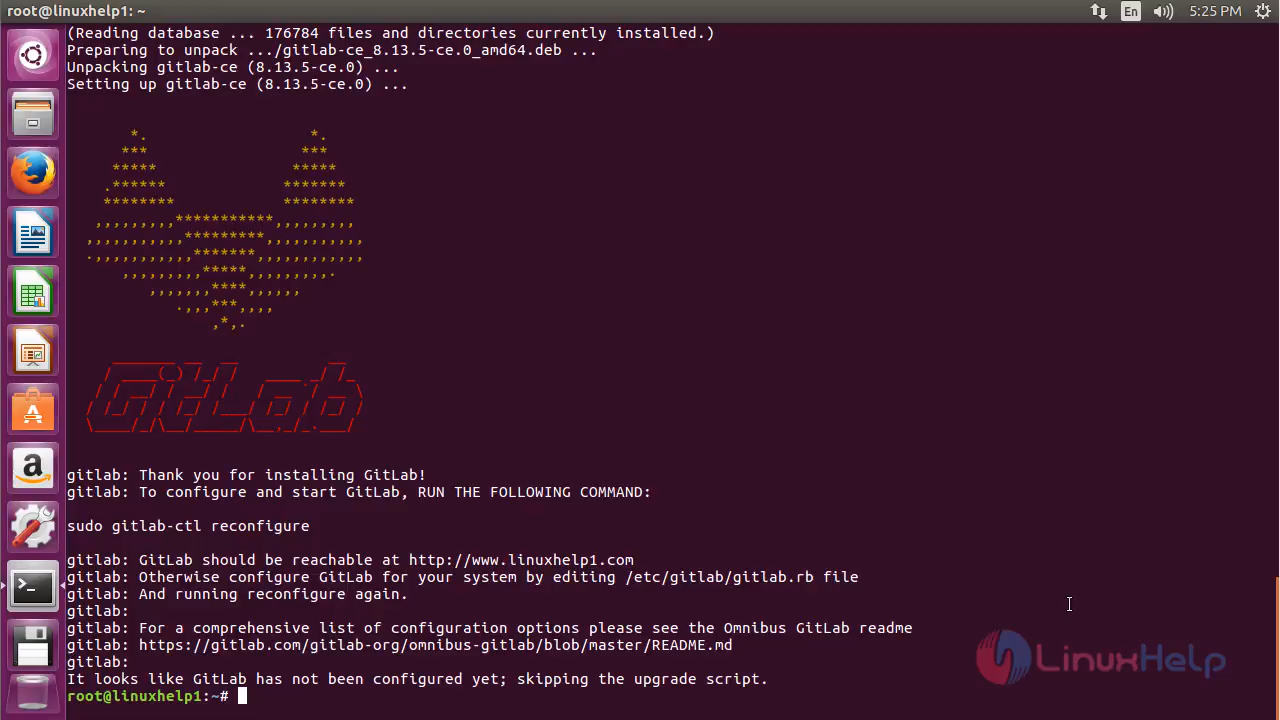 root@linuxhelp1: ~
En
5:25 PM
(Reading database ... 176784 files and directories currently installed.)
Preparing to unpack .../gitlab-ce_8.13.5-ce.0_amd64.deb ...
Unpacking gitlab-ce (8.13.5-ce.0) ...
Setting up gitlab-ce (8.13.5-ce.0) ...
GitLab
gitlab: Thank you for installing GitLab!
gitlab: To configure and start GitLab, RUN THE FOLLOWING COMMAND:
sudo gitlab-ctl reconfigure
gitlab: GitLab should be reachable at http://www.linuxhelp1.com
gitlab: Otherwise configure GitLab for your system by editing /etc/gitlab/gitlab.rb file
gitlab: And running reconfigure again.
gitlab:
gitlab: For a comprehensive list of configuration options please see the Omnibus GitLab readme
gitlab: https://gitlab.com/gitlab-org/omnibus-gitlab/blob/master/README.md
gitlab:
It looks like GitLab has not been configured yet; skipping the upgrade script.
root@linuxhelp1:~#
LinuxHelp